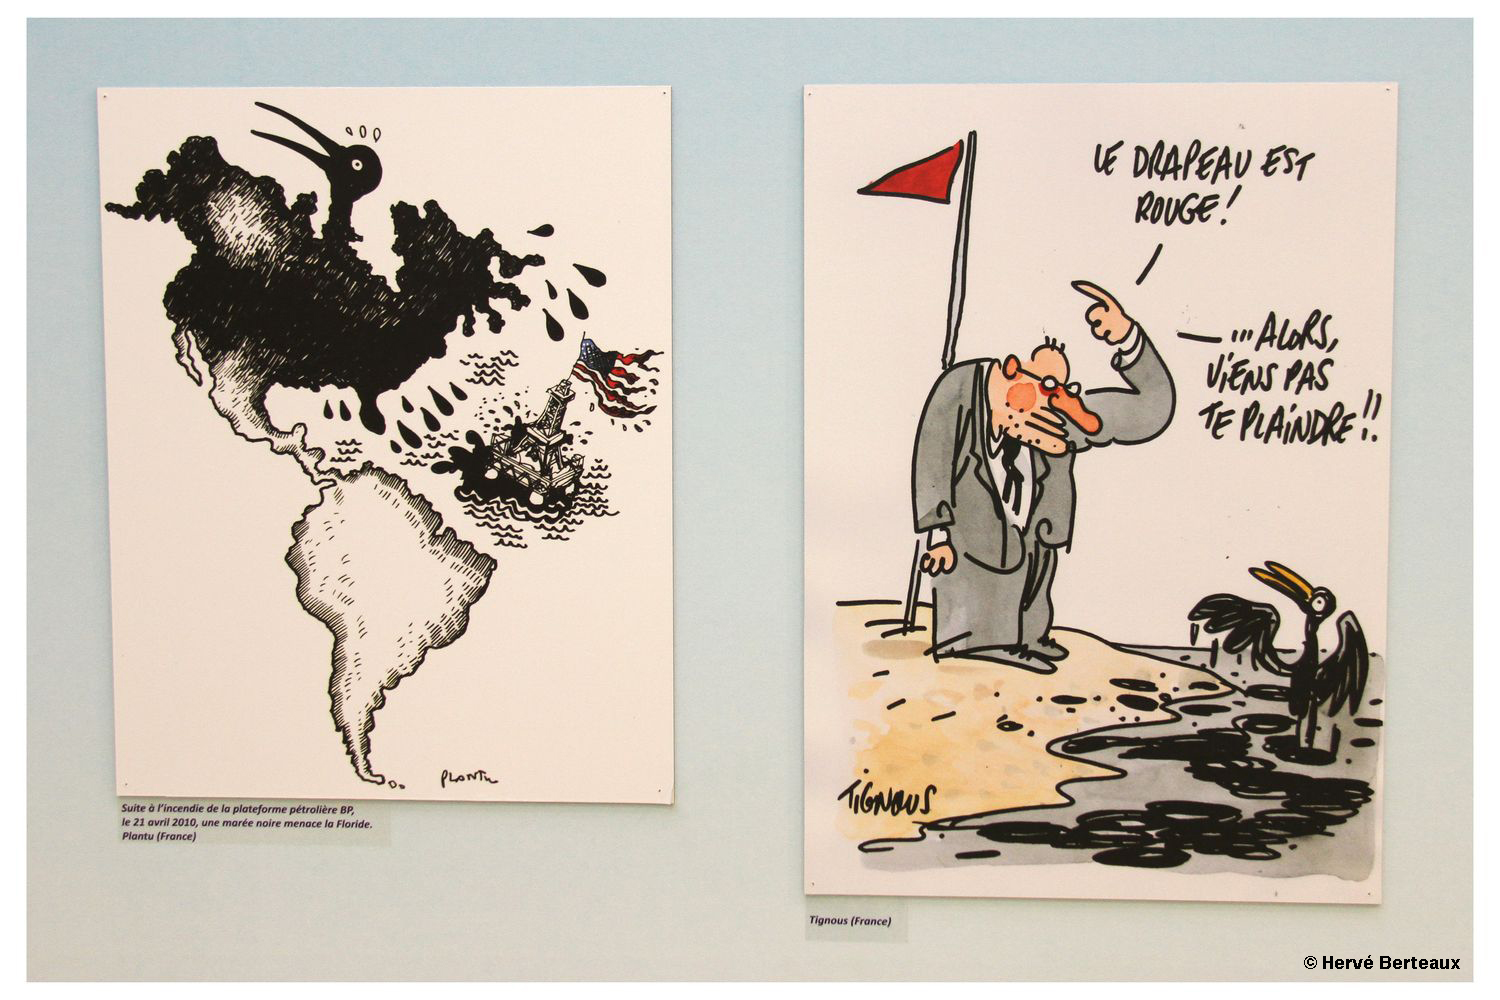 PLANTU
Suite à l'incendie de la plateforme pétrolière BP,
le 21 avril 2010, une marée noire menace la Floride.
Plantu (France)
LE DRAPEAU EST
ROUGE!
...ALORS,
VIENS PAS
TE PLAINDRE!!
TIGNOUS
Tignous (France)
© Hervé Berteaux